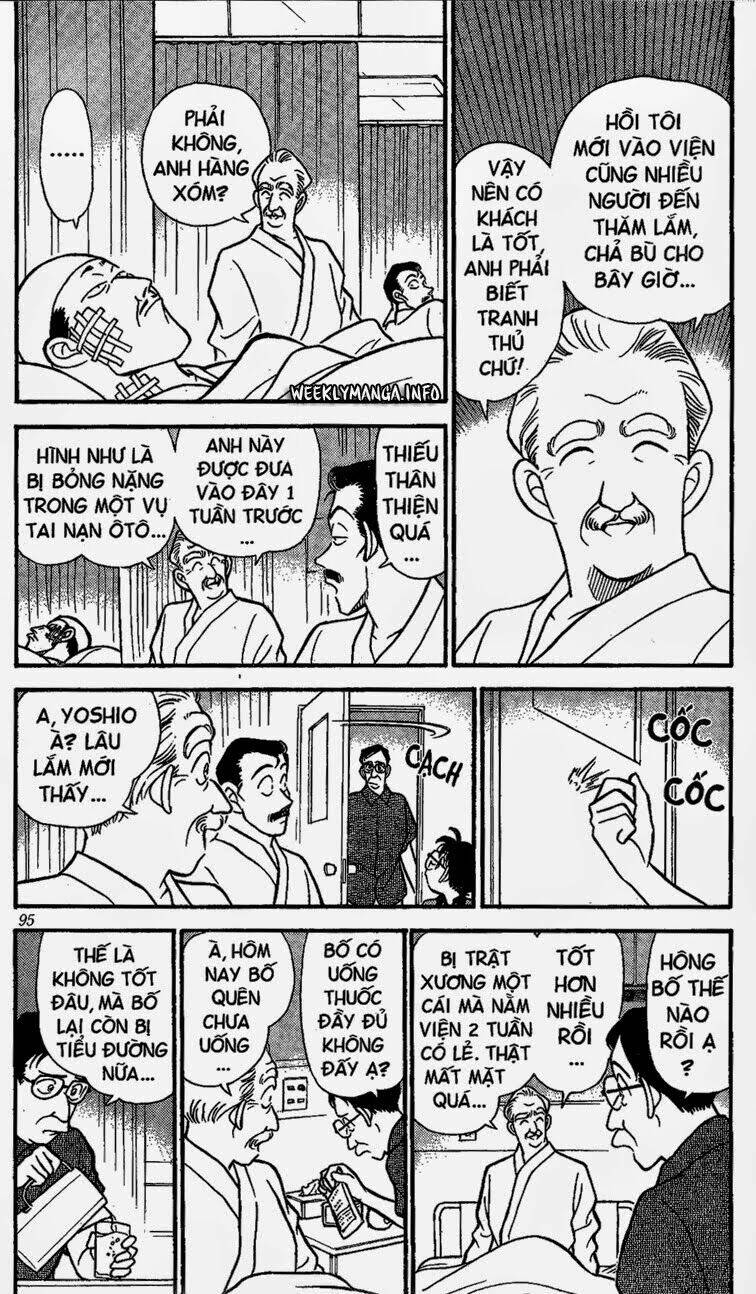 HỒI TÔI
MỚI VÀO VIỆN
CŨNG NHIỀU
NGƯỜI ĐẾN
THĂM LẮM,
CHẢ BÙ CHO
BÂY GIỜ...
VẬY
NÊN CÓ
KHÁCH
LÀ TỐT,
ANH PHẢI
BIẾT
TRANH
THỦ
CHỨ!
PHẢI
KHÔNG,
ANH HÀNG
XÓM?
.....
WEEKLYMANGA.INFO
THIẾU
THÂN
THIỆN
QUÁ
...
ANH NÀY
ĐƯỢC ĐƯA
VÀO ĐÂY 1
TUẦN TRƯỚC
...
HÌNH NHƯ LÀ
BỊ BỎNG NẶNG
TRONG MỘT VỤ
TAI NẠN ÔTÔ...
CỐC
CỐC
CẠCH
A, YOSHIO
À? LÂU
LẮM MỚI
THẤY...
95
HÔNG
BỐ THẾ
NÀO
RỒI Ạ
?
TỐT
HƠN
NHIỀU
RỒI
...
BỊ TRẬT
XƯƠNG MỘT
CÁI MÀ NẰM
VIỆN 2 TUẦN
CÓ LẺ. THẬT
MẤT MẶT
QUÁ...
BỐ CÓ
UỐNG
THUỐC
ĐẦY ĐỦ
KHÔNG
ĐẤY Ạ?
À, HÔM
NAY BỐ
QUÊN
CHƯA
UỐNG
...
THẾ LÀ
KHÔNG TỐT
ĐÂU, MÀ BỐ
LẠI CÒN BỊ
TIỂU ĐƯỜNG
NỮA...